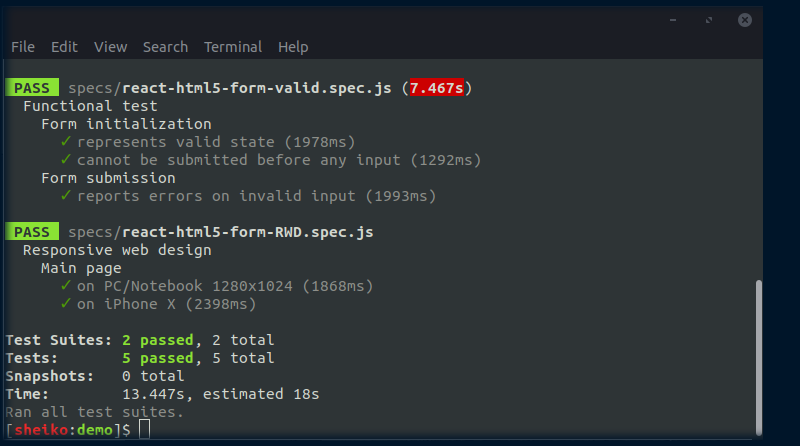 File Edit View Search Terminal Help
PASS specs/react-html5-form-valid.spec.js (7.467s)
Functional test
Form initialization
✓ represents valid state (1978ms)
✓ cannot be submitted before any input (1292ms)
Form submission
✓ reports errors on invalid input (1993ms)
PASS specs/react-html5-form-RWD.spec.js
Responsive web design
Main page
✓ on PC/Notebook 1280x1024 (1868ms)
✓ on iPhone X (2398ms)
Test Suites: 2 passed, 2 total
Tests: 5 passed, 5 total
Snapshots: 0 total
Time: 13.447s, estimated 18s
Ran all test suites.
[sheiko:demo]$